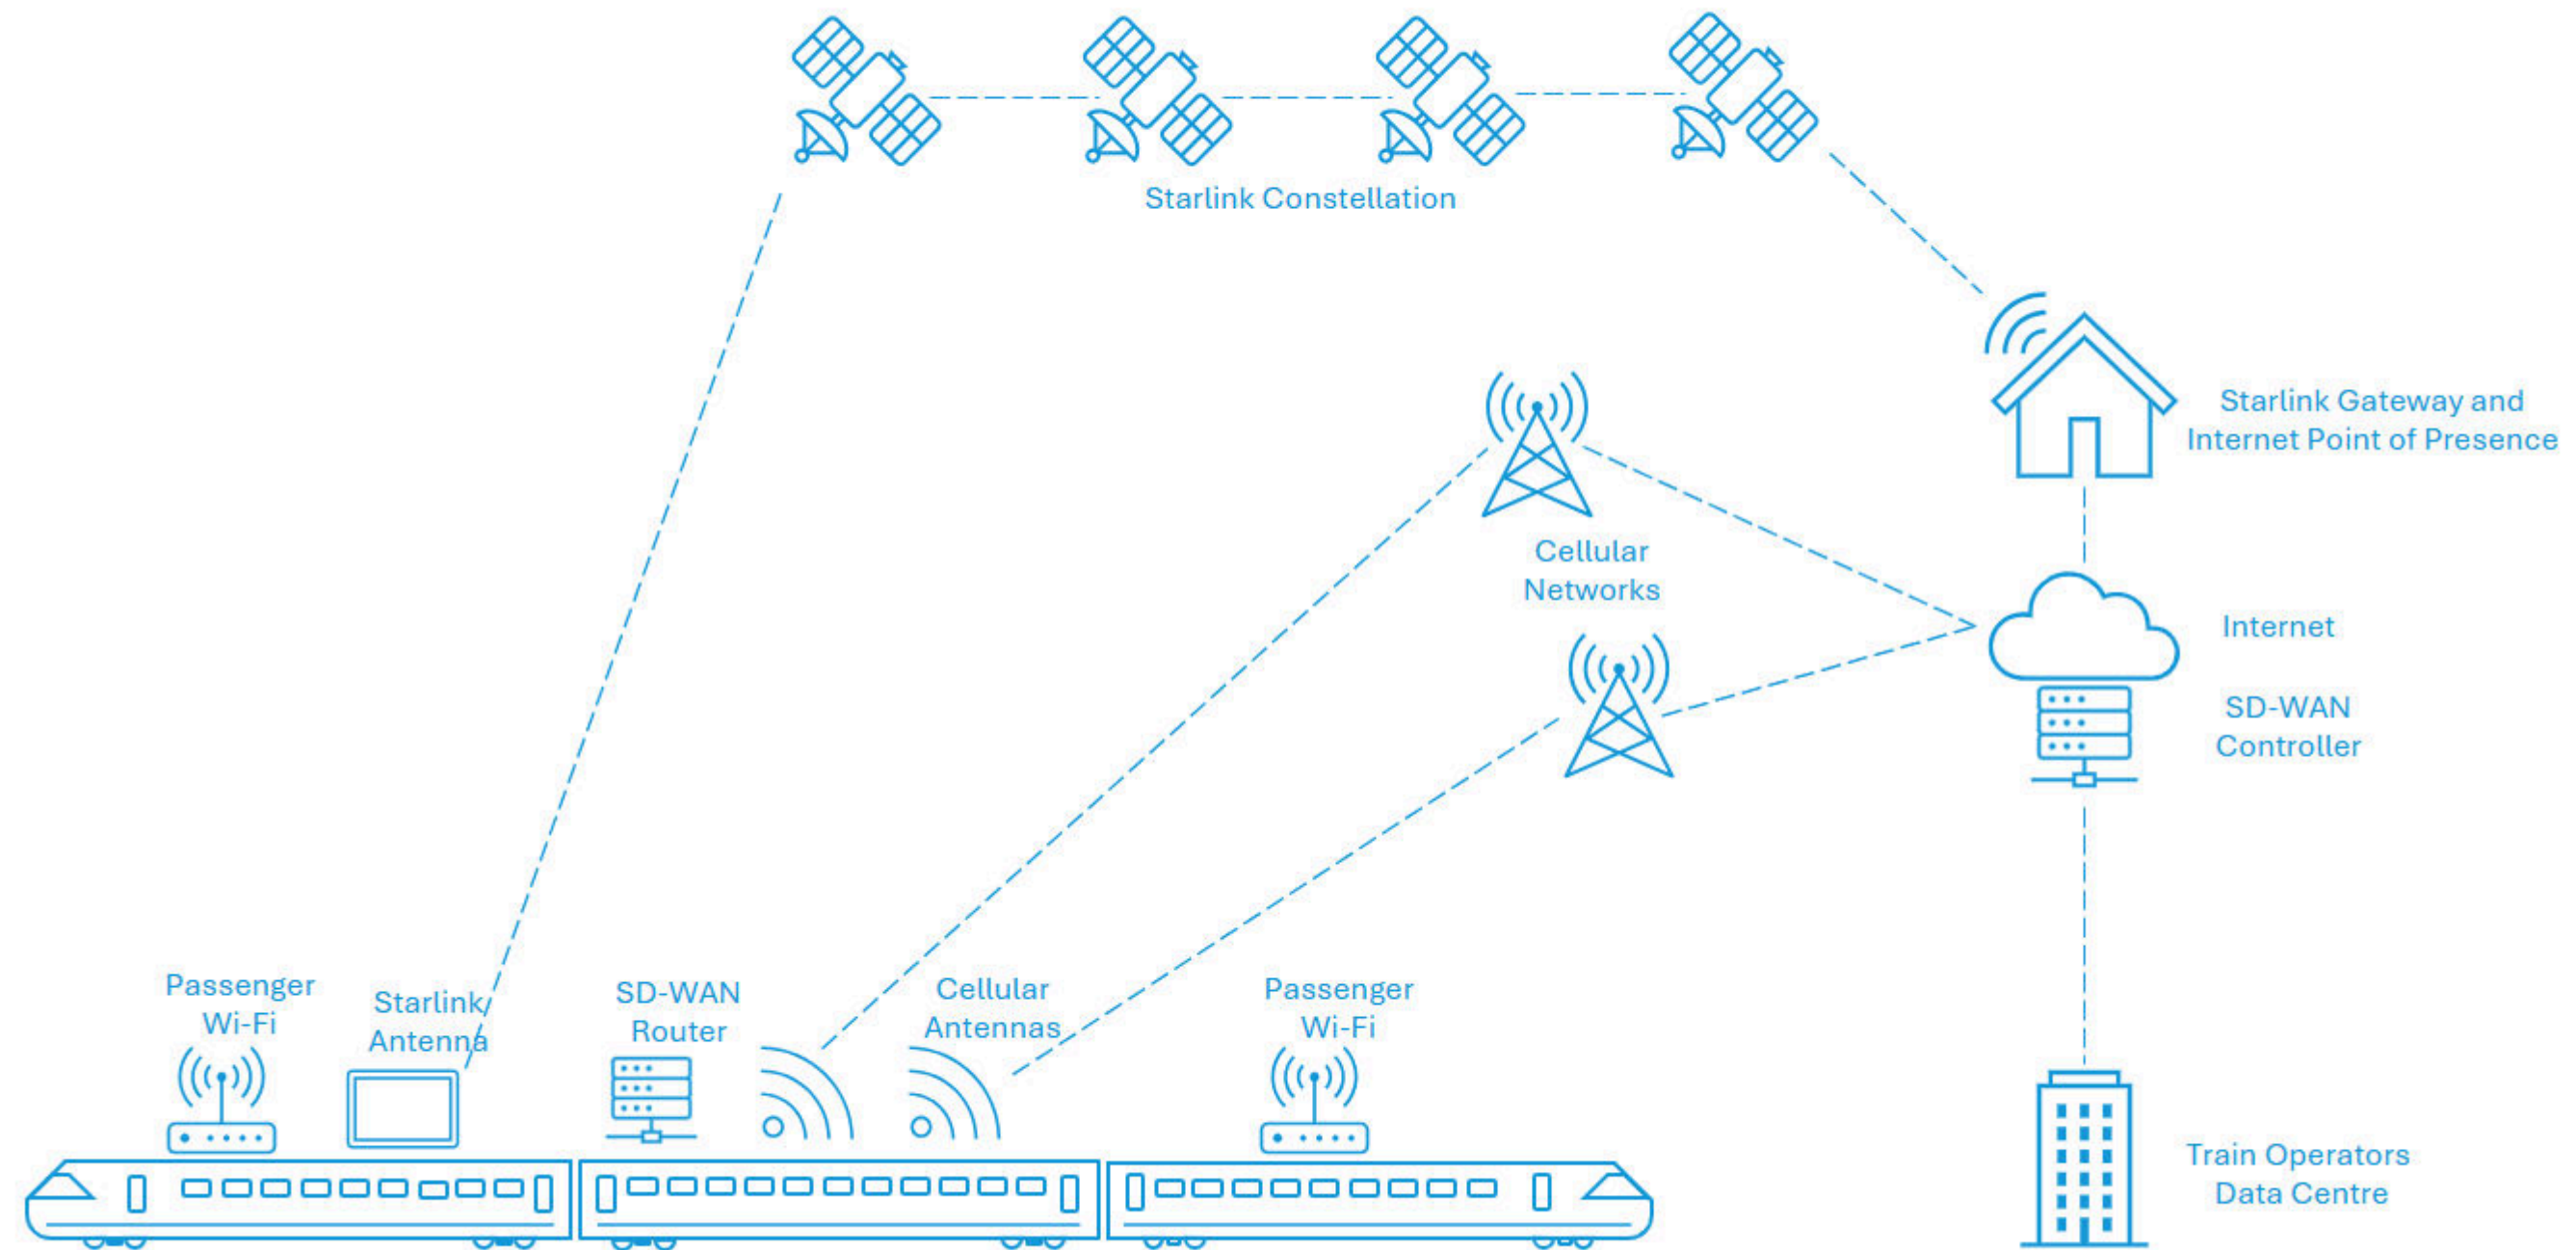 Starlink Constellation
Starlink Gateway and
Internet Point of Presence
Cellular
Networks
Internet
SD-WAN
Controller
Passenger
Wi-Fi
Starlink
Antenna
SD-WAN
Router
Cellular
Antennas
Passenger
Wi-Fi
Train Operators
Data Centre